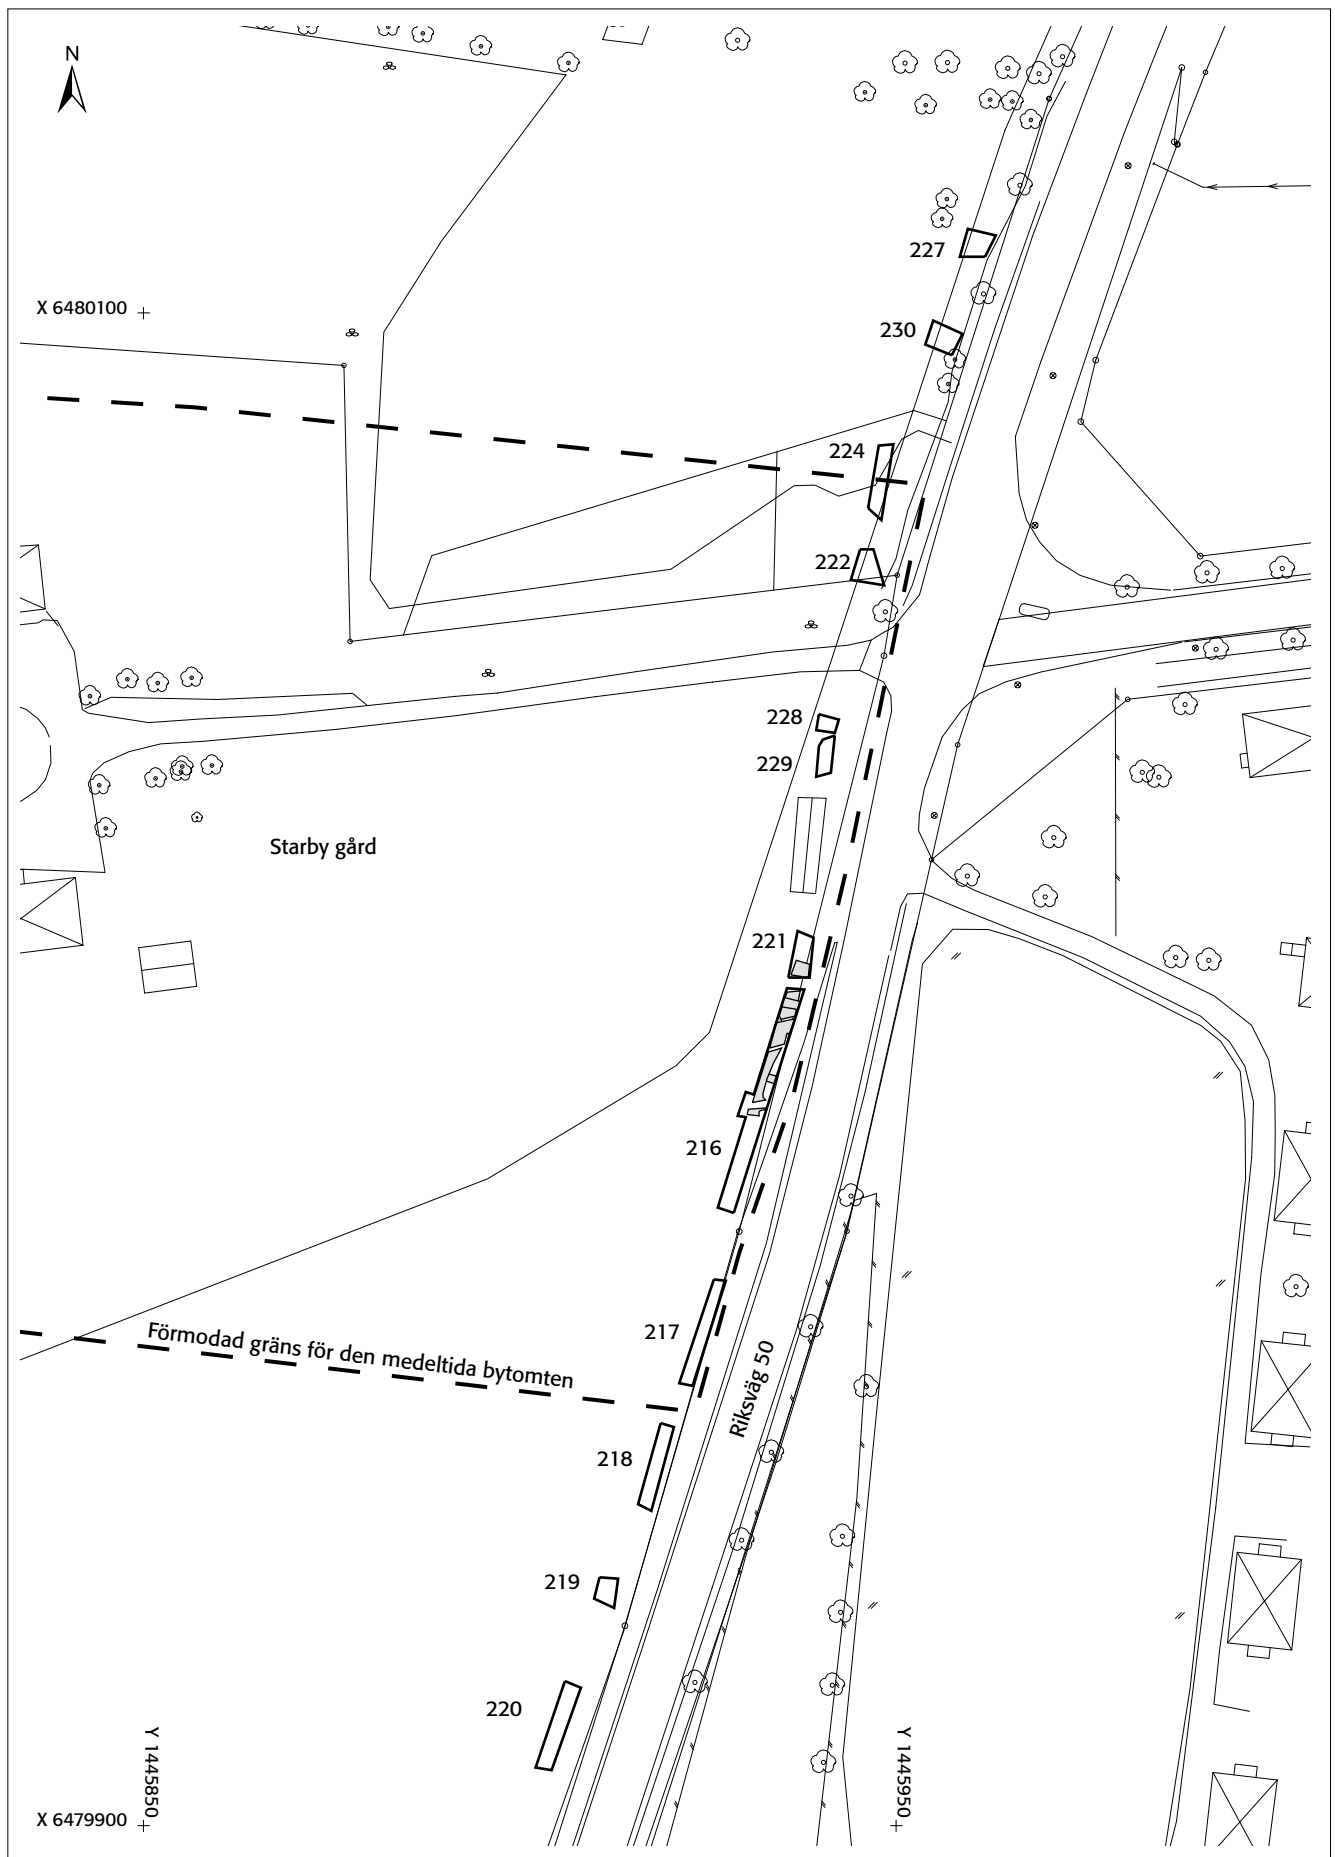 N
227
X 6480100
230
224
222
228
229
Starby gård
221
216
217
Förmodad gräns för den medeltida bytomten
Riksväg 50
218
219
220
Y 1445850
Y 1445950
X 6479900